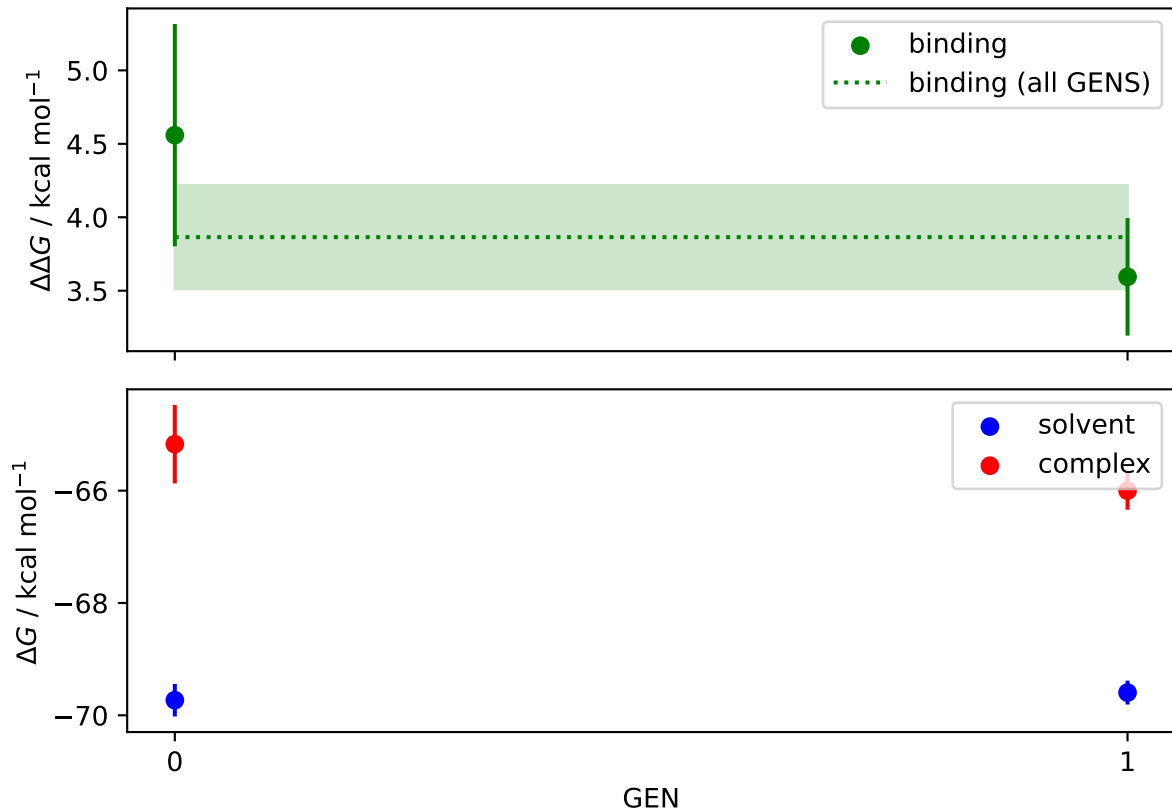 5.0
4.5
4.0
3.5
ΔΔG / kcal mol⁻¹
binding
binding (all GENS)
−66
−68
−70
ΔG / kcal mol⁻¹
solvent
complex
0
1
GEN